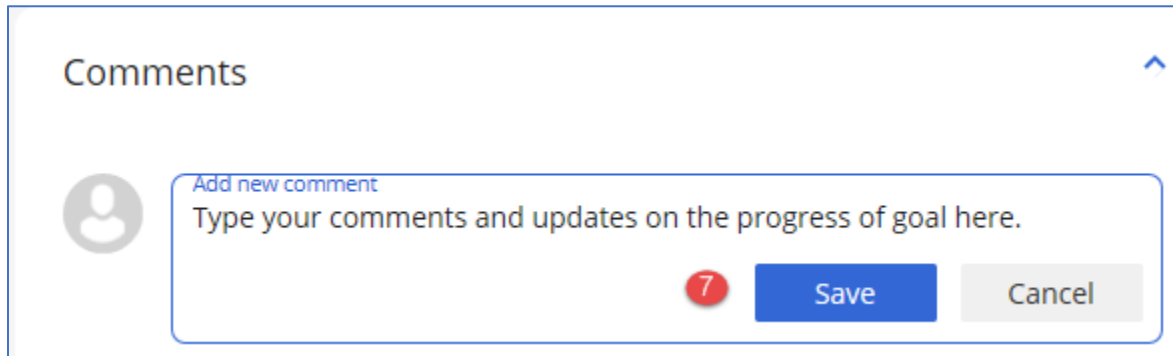 Comments
Add new comment
Type your comments and updates on the progress of goal here.
7 Save Cancel